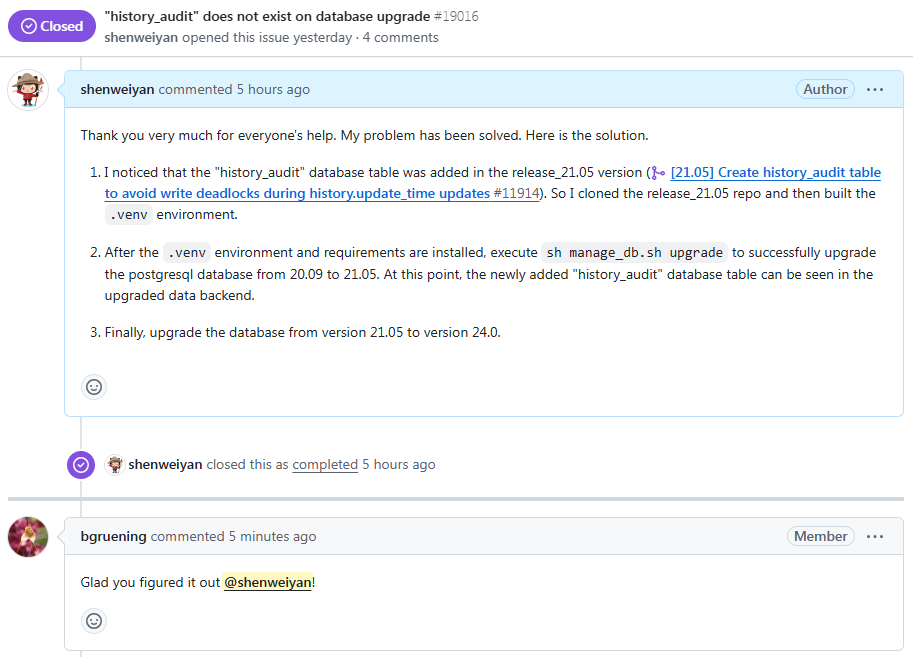 Closed
"history_audit" does not exist on database upgrade #19016
shenweiyan opened this issue yesterday · 4 comments
shenweiyan commented 5 hours ago
Author
Thank you very much for everyone's help. My problem has been solved. Here is the solution.
1. I noticed that the "history_audit" database table was added in the release_21.05 version ( [21.05] Create history_audit table
to avoid write deadlocks during history.update_time updates #11914). So I cloned the release_21.05 repo and then built the
.venv environment.
2. After the .venv environment and requirements are installed, execute sh manage_db.sh upgrade to successfully upgrade
the postgresql database from 20.09 to 21.05. At this point, the newly added "history_audit" database table can be seen in the
upgraded data backend.
3. Finally, upgrade the database from version 21.05 to version 24.0.
shenweiyan closed this as completed 5 hours ago
bgruening commented 5 minutes ago
Member
Glad you figured it out @shenweiyan!